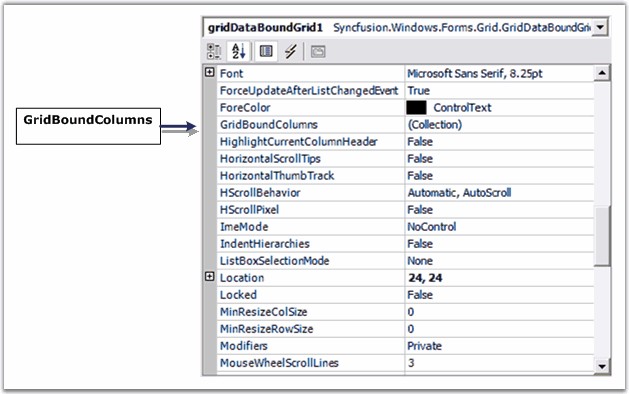 gridDataBoundGrid1 Syncfusion.Windows.Forms.Grid.GridDataBoundGri
Font Microsoft Sans Serif, 8.25pt
ForceUpdateAfterListChangedEvent True
ForeColor ControlText
GridBoundColumns
GridBoundColumns (Collection)
HighlightCurrentColumnHeader False
HorizontalScrollTips False
HorizontalThumbTrack False
HScrollBehavior Automatic, AutoScroll
HScrollPixel False
ImeMode NoControl
IndentHierarchies False
ListBoxSelectionMode None
Location 24, 24
Locked False
MinResizeColSize 0
MinResizeRowSize 0
Modifiers Private
MouseWheelScrollLines 3